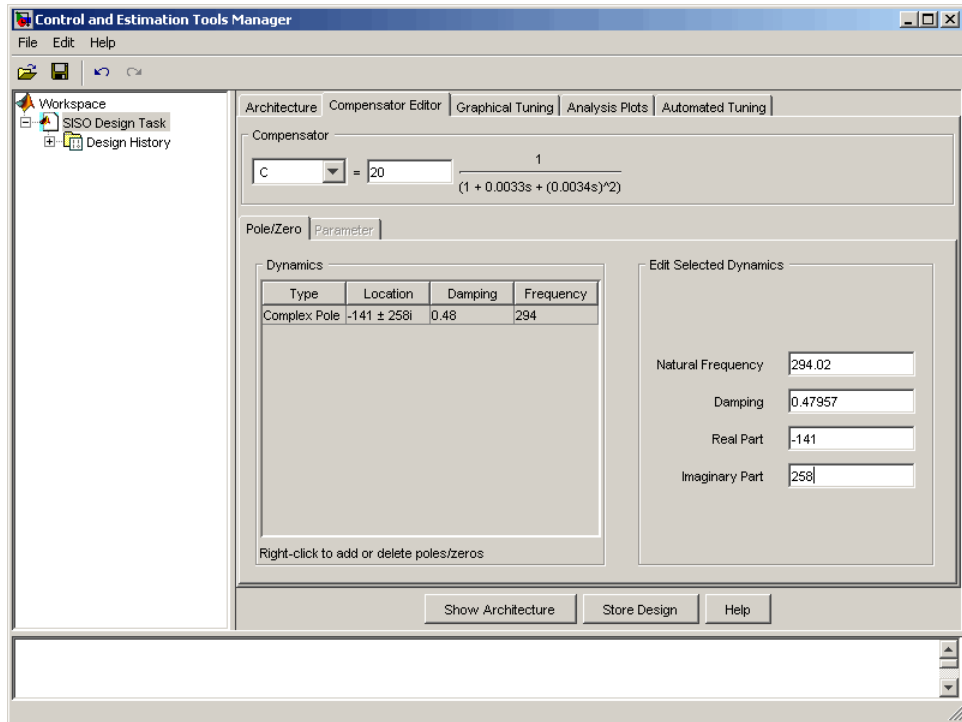 Control and Estimation Tools Manager
File Edit Help
Workspace
SISO Design Task
Design History
Architecture Compensator Editor Graphical Tuning Analysis Plots Automated Tuning
Compensator
C = 20
1
(1 + 0.0033s + (0.0034s)^2)
Pole/Zero Parameter
Dynamics
Type Location Damping Frequency
Complex Pole -141 ± 258i 0.48 294
Right-click to add or delete poles/zeros
Edit Selected Dynamics
Natural Frequency 294.02
Damping 0.47957
Real Part -141
Imaginary Part 258
Show Architecture Store Design Help